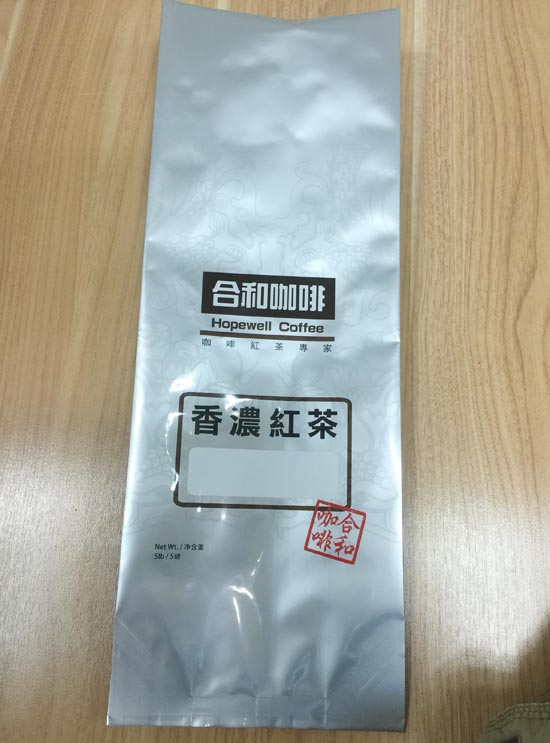 合和咖啡
Hopewell Coffee
咖啡紅茶專家
香濃紅茶
合和
咖啡
Net Wt. / 净含量
5lb / 5磅